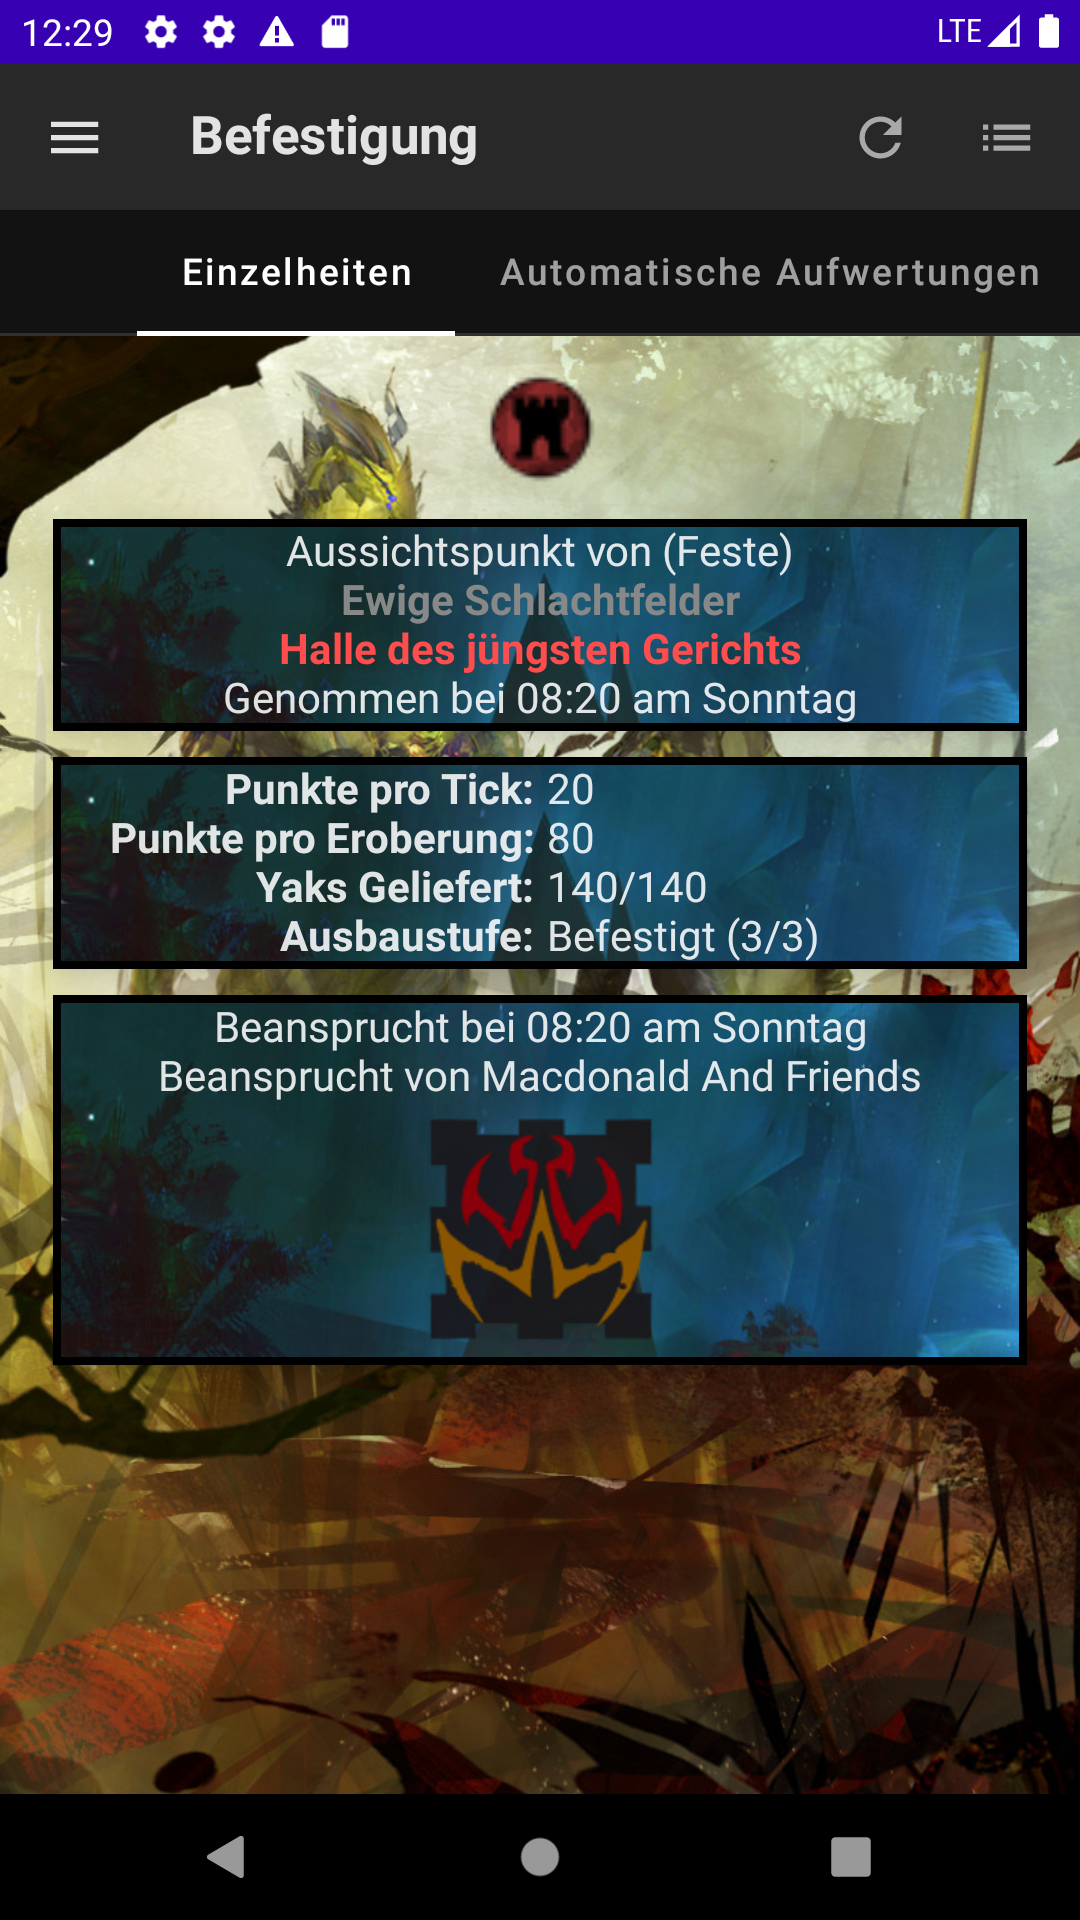 12:29
LTE
Befestigung
Einzelheiten
Automatische Aufwertungen
Aussichtspunkt von (Feste)
Ewige Schlachtfelder
Halle des jüngsten Gerichts
Genommen bei 08:20 am Sonntag
Punkte pro Tick: 20
Punkte pro Eroberung: 80
Yaks Geliefert: 140/140
Ausbaustufe: Befestigt (3/3)
Beansprucht bei 08:20 am Sonntag
Beansprucht von Macdonald And Friends